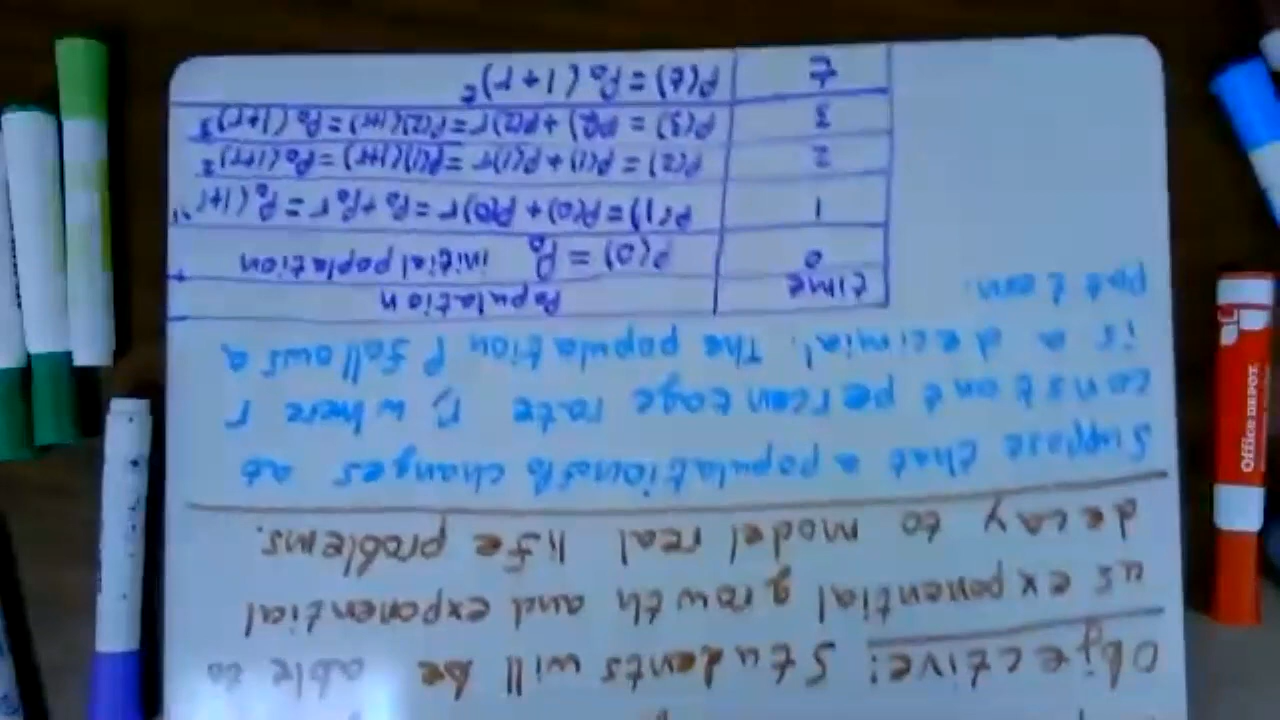 Objective: Students will be able to
us exponential growth and exponential
decay to model real life problems.
Suppose that a population changes at
constant percentage rate r, where r
is a decimial. The population P follows a
pattern.
time Population
0 P(0) = P₀ initial poplation
1 P(1) = P(0) + P(0)r = P₀ + P₀ r = P₀(1+r)
2 P(2) = P(1) + P(1)r = P(1)(1+r) = P₀(1+r)²
3 P(3) = P(2) + P(2)r = P(2)(1+r) = P₀(1+r)³
t P(t) = P₀(1+r)ᵗ
Office DEPOT